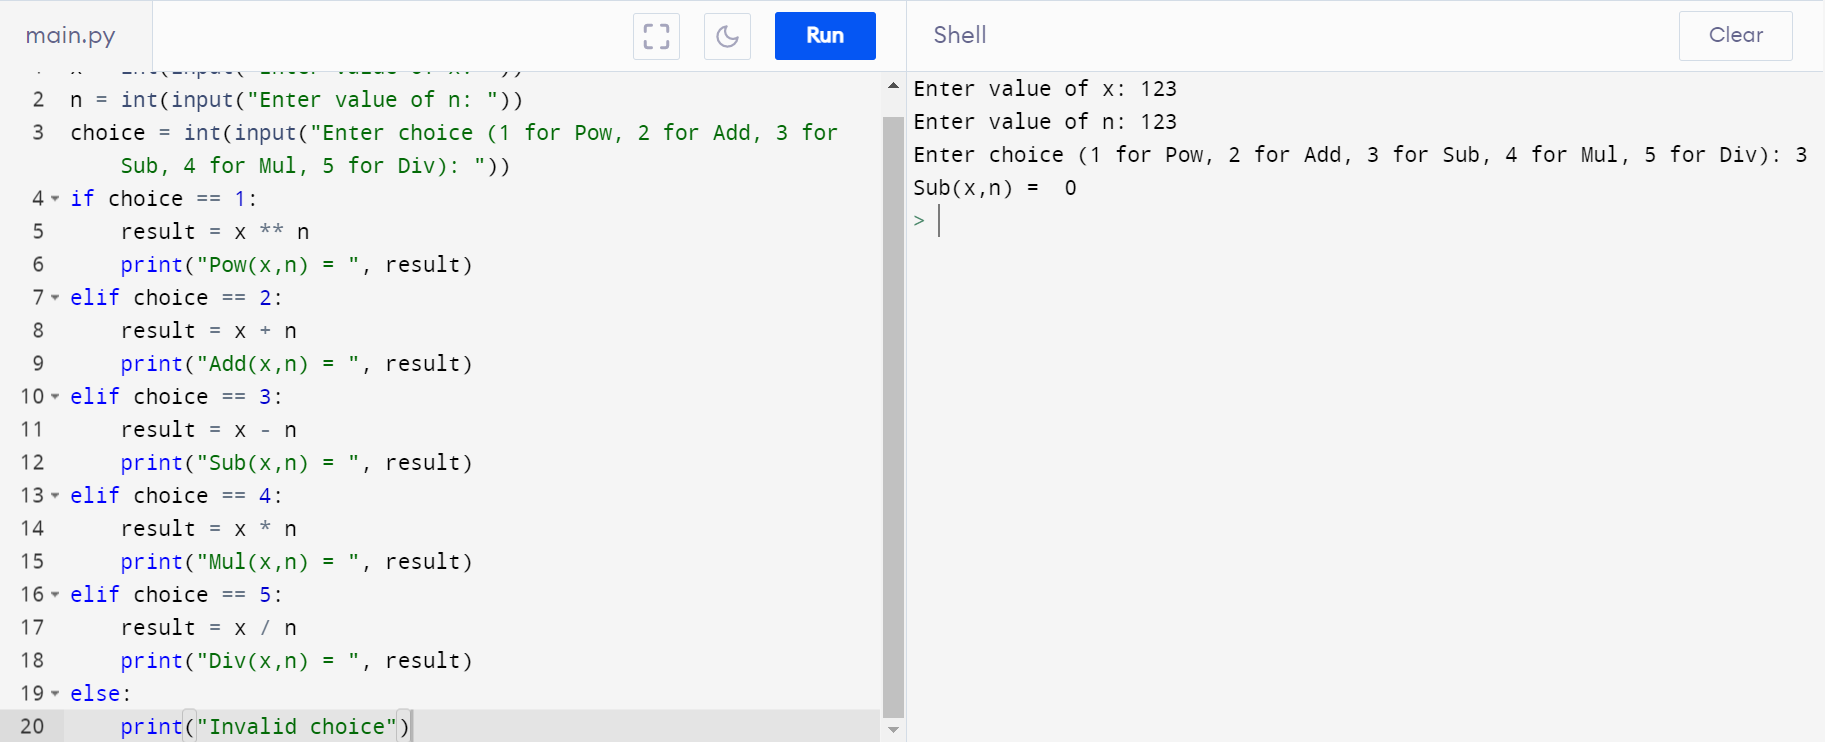 main.py
Run
Shell
Clear
2 n = int(input("Enter value of n: "))
3 choice = int(input("Enter choice (1 for Pow, 2 for Add, 3 for
Sub, 4 for Mul, 5 for Div): "))
4 if choice == 1:
5 result = x ** n
6 print("Pow(x,n) = ", result)
7 elif choice == 2:
8 result = x + n
9 print("Add(x,n) = ", result)
10 elif choice == 3:
11 result = x - n
12 print("Sub(x,n) = ", result)
13 elif choice == 4:
14 result = x * n
15 print("Mul(x,n) = ", result)
16 elif choice == 5:
17 result = x / n
18 print("Div(x,n) = ", result)
19 else:
20 print("Invalid choice")
Enter value of x: 123
Enter value of n: 123
Enter choice (1 for Pow, 2 for Add, 3 for Sub, 4 for Mul, 5 for Div): 3
Sub(x,n) =  0
>